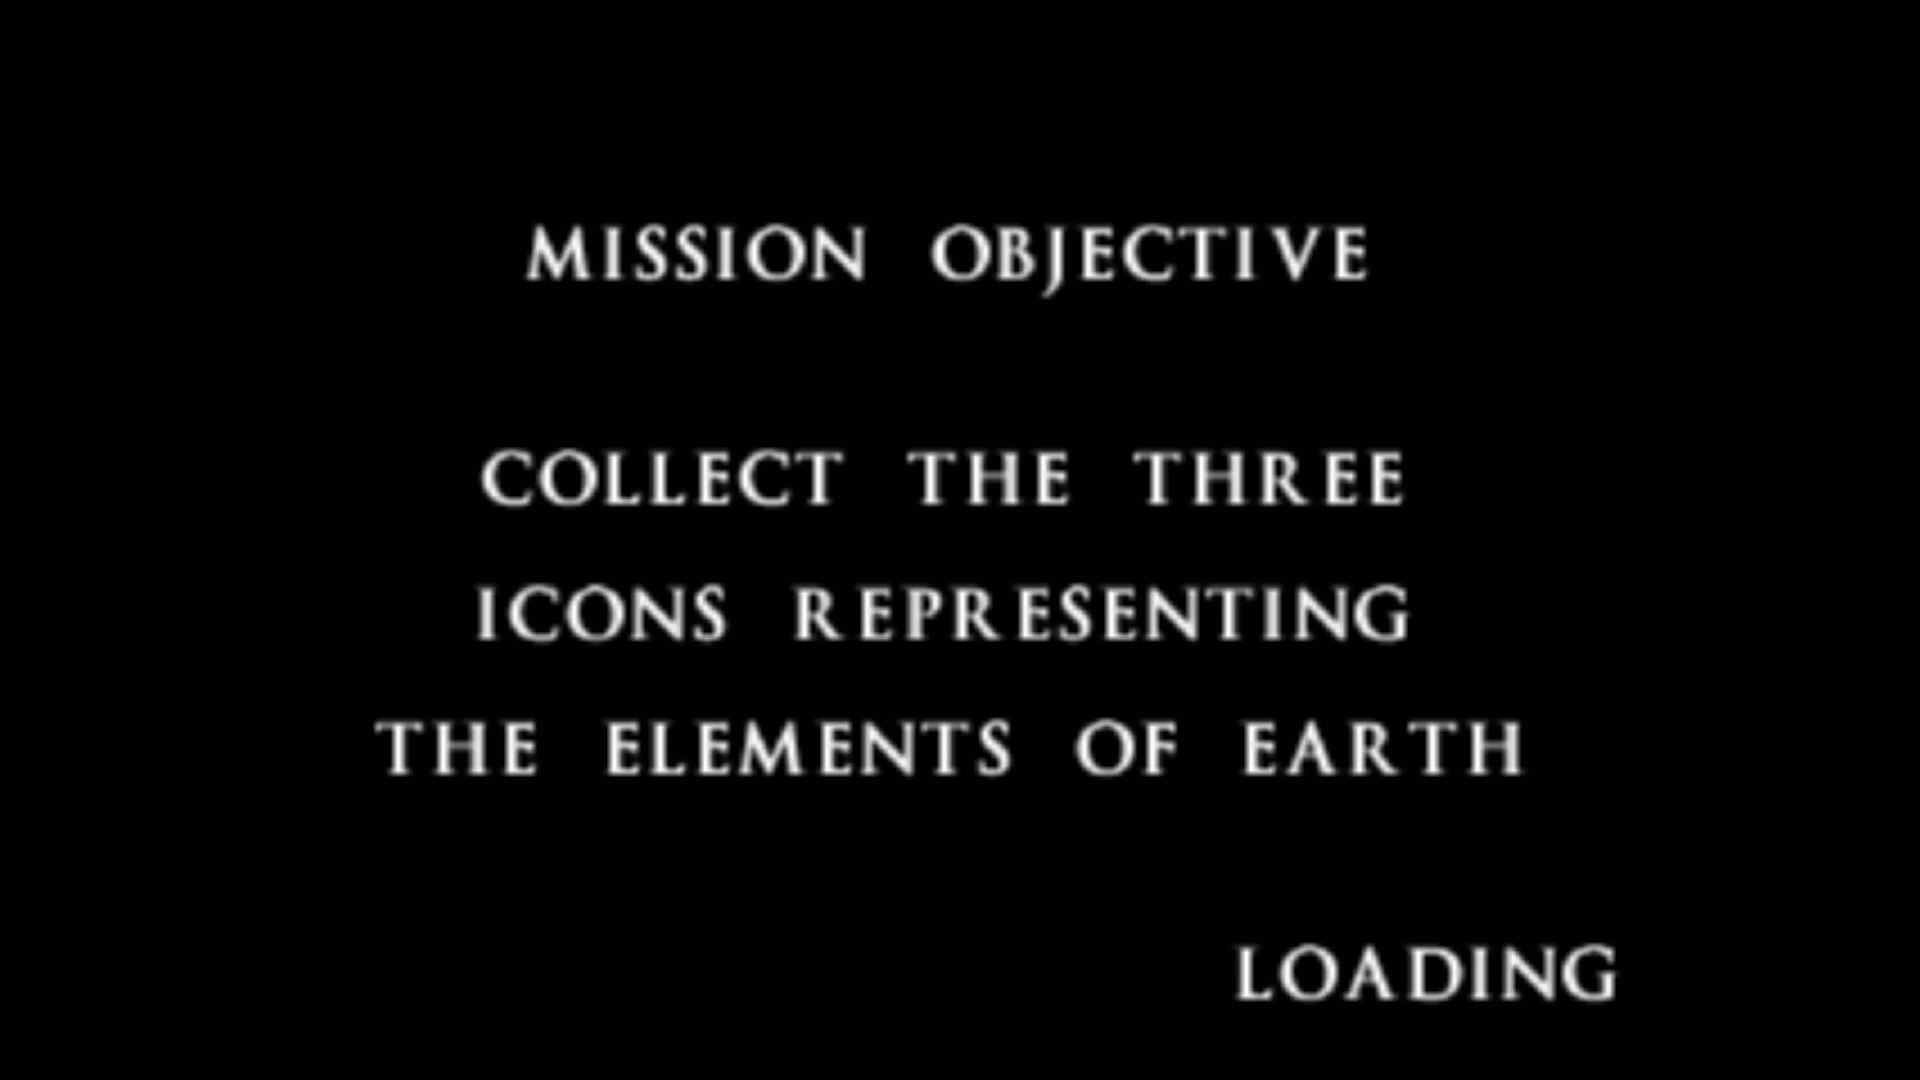 MISSION OBJECTIVE
COLLECT THE THREE
ICONS REPRESENTING
THE ELEMENTS OF EARTH
LOADING